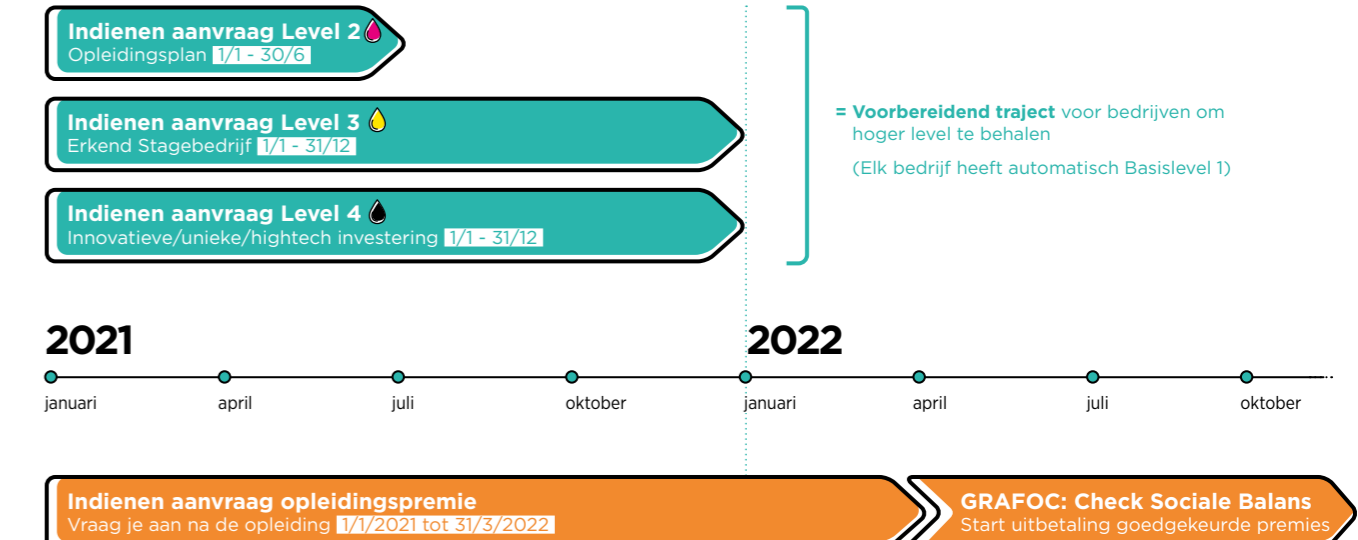 Indienen aanvraag Level 2
Opleidingsplan 1/1 - 30/6
Indienen aanvraag Level 3
Erkend Stagebedrijf 1/1 - 31/12
Indienen aanvraag Level 4
Innovatieve/unieke/hightech investering 1/1 - 31/12
= Voorbereidend traject voor bedrijven om
hoger level te behalen
(Elk bedrijf heeft automatisch Basislevel 1)
2021
2022
januari april juli oktober januari april juli oktober
Indienen aanvraag opleidingspremie
Vraag je aan na de opleiding 1/1/2021 tot 31/3/2022
GRAFOC: Check Sociale Balans
Start uitbetaling goedgekeurde premies